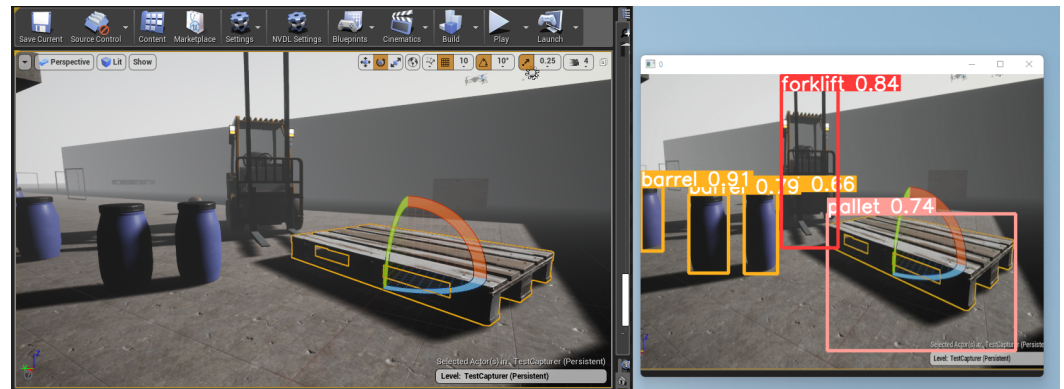 Save Current Source Control Content Marketplace Settings NVDL Settings Blueprints Cinematics Build Play Launch
Perspective Lit Show 10 10° 0.25 4
Selected Actor(s) in: TestCapturer (Persistent)
Level: TestCapturer (Persistent)
0
forklift 0.84
barrel 0.91
barrel 0.79
0.66
pallet 0.74
Selected Actor(s) in: TestCapturer (Persiste
Level: TestCapturer (Persistent)